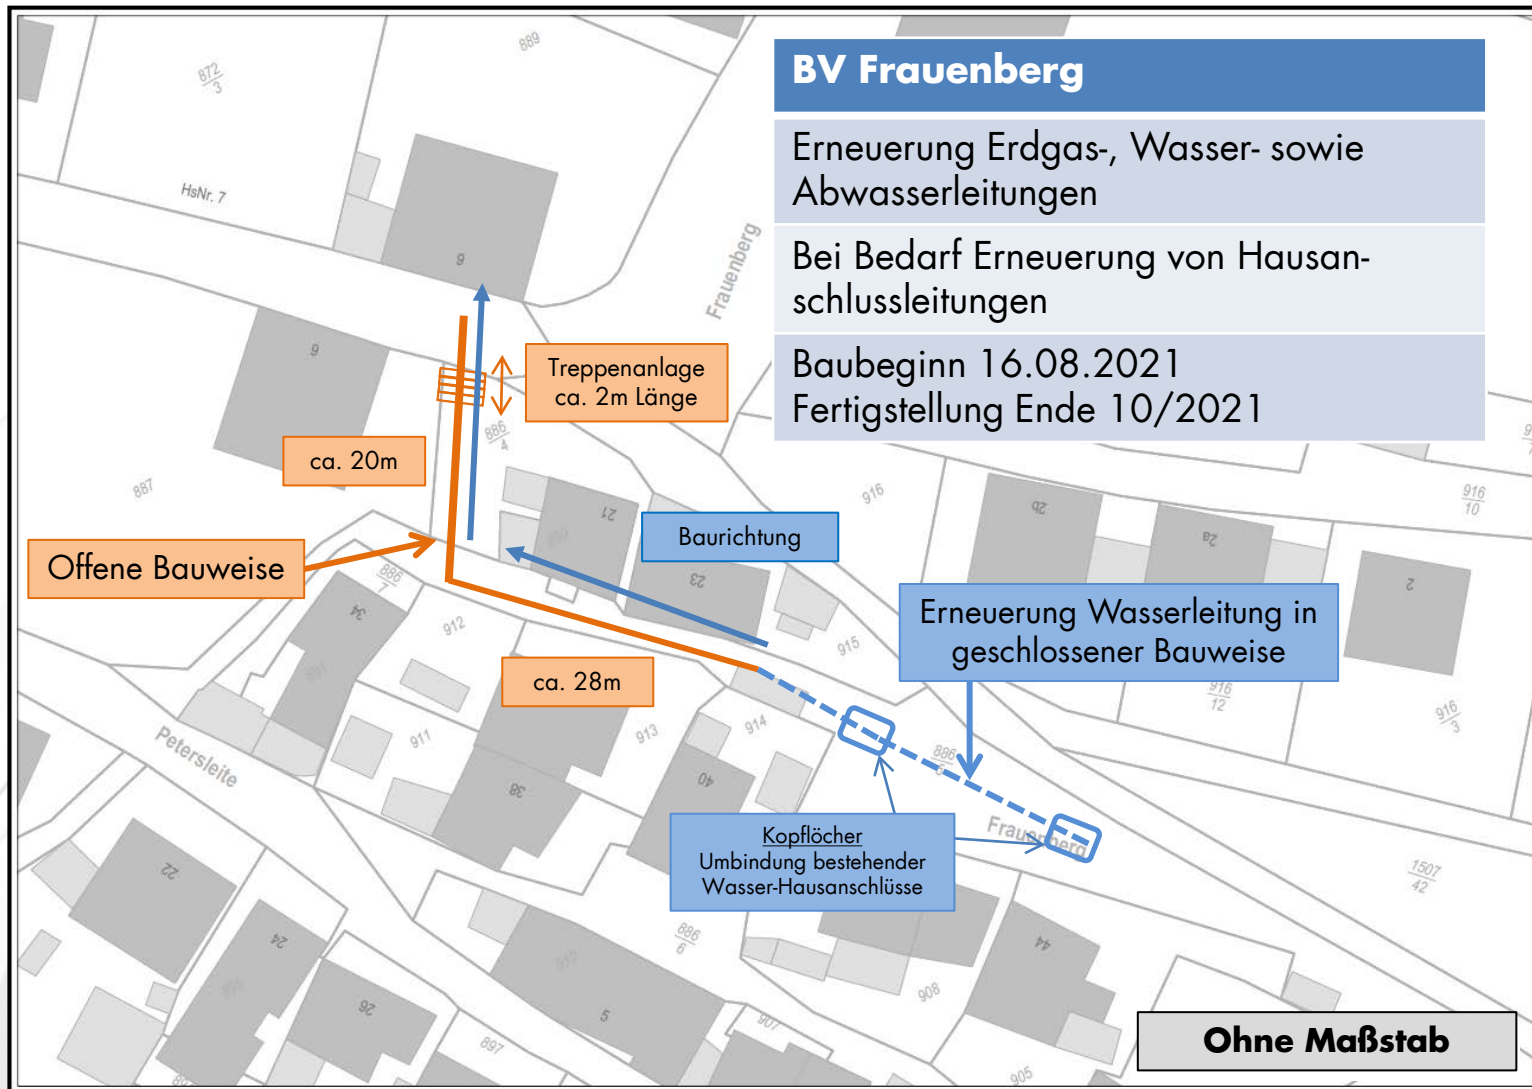 BV Frauenberg
Erneuerung Erdgas-, Wasser- sowie
Abwasserleitungen
Bei Bedarf Erneuerung von Hausan-
schlussleitungen
Baubeginn 16.08.2021
Fertigstellung Ende 10/2021
872
3
889
HsNr. 7
9
Frauenberg
9
Treppenanlage
ca. 2m Länge
886
4
ca. 20m
887
916
916
10
21
2b
2a
2
Baurichtung
Offene Bauweise
23
886
7
34
912
915
Erneuerung Wasserleitung in
geschlossener Bauweise
ca. 28m
916
12
916
3
Petersleite
911
913
914
886
5
38
40
Kopflöcher
Umbindung bestehender
Wasser-Hausanschlüsse
Frauenberg
1507
42
22
24
886
6
44
26
5
908
907
897
905
Ohne Maßstab